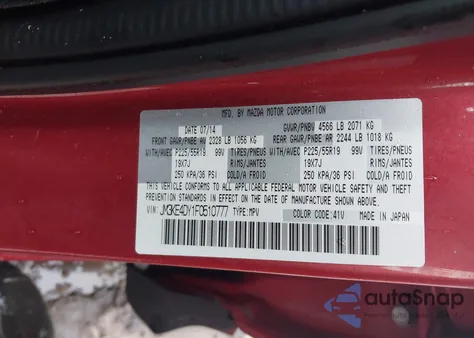 MFD. BY MAZDA MOTOR CORPORATION
DATE 07/14 GVWR/PNBV 4566 LB 2071 KG
FRONT GAWR/PNBE AV 2328 LB 1056 KG REAR GAWR/PNBE AR 2244 LB 1018 KG
WITH/AVEC P225/55R19 99V TIRES/PNEUS WITH/AVEC P225/55R19 99V TIRES/PNEUS
19X7J RIMS/JANTES 19X7J RIMS/JANTES
250 KPA/36 PSI COLD/A FROID 250 KPA/36 PSI COLD/A FROID
THIS VEHICLE CONFORMS TO ALL APPLICABLE FEDERAL MOTOR VEHICLE SAFETY,
BUMPER, AND THEFT PREVENTION STANDARDS IN EFFECT ON THE DATE OF
MANUFACTURE SHOWN ABOVE.
VIN: JM3KE4DY1F0510777 TYPE: MPV
COLOR CODE: 41V MADE IN JAPAN
autoSnap